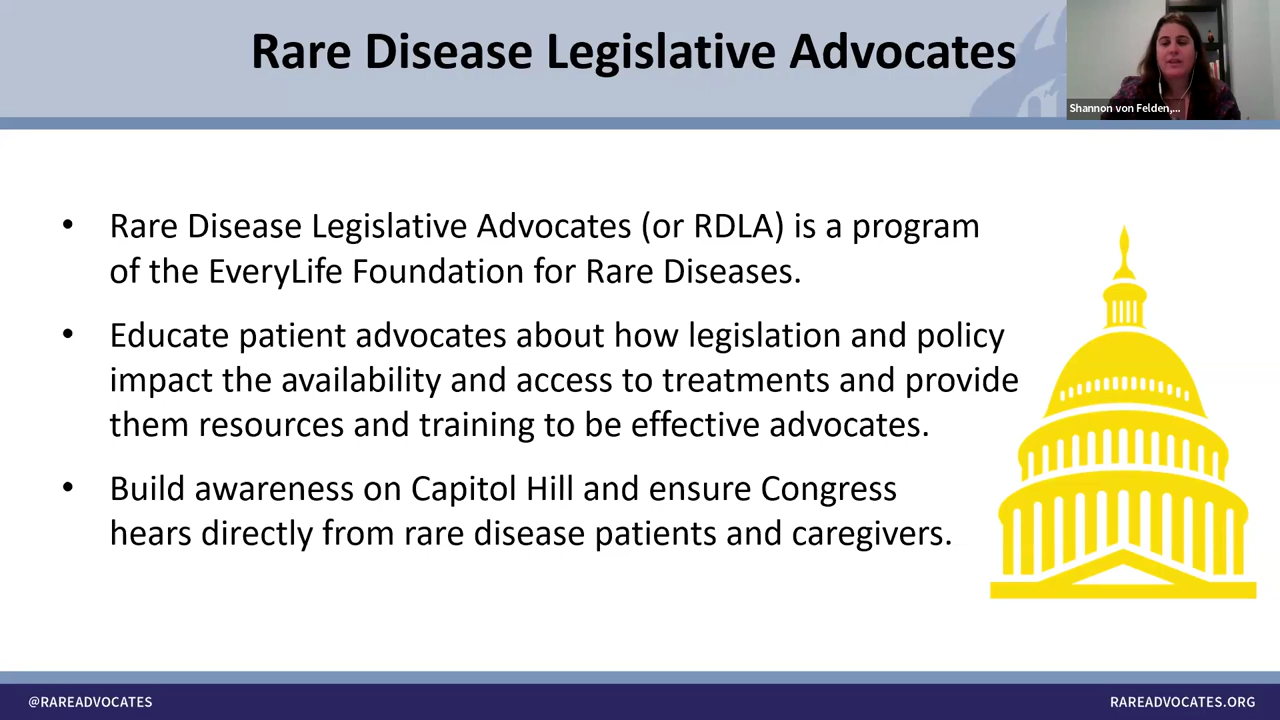 Rare Disease Legislative Advocates
Shannon von Felden,...
• Rare Disease Legislative Advocates (or RDLA) is a program
of the EveryLife Foundation for Rare Diseases.
• Educate patient advocates about how legislation and policy
impact the availability and access to treatments and provide
them resources and training to be effective advocates.
• Build awareness on Capitol Hill and ensure Congress
hears directly from rare disease patients and caregivers.
@RAREADVOCATES
RAREADVOCATES.ORG